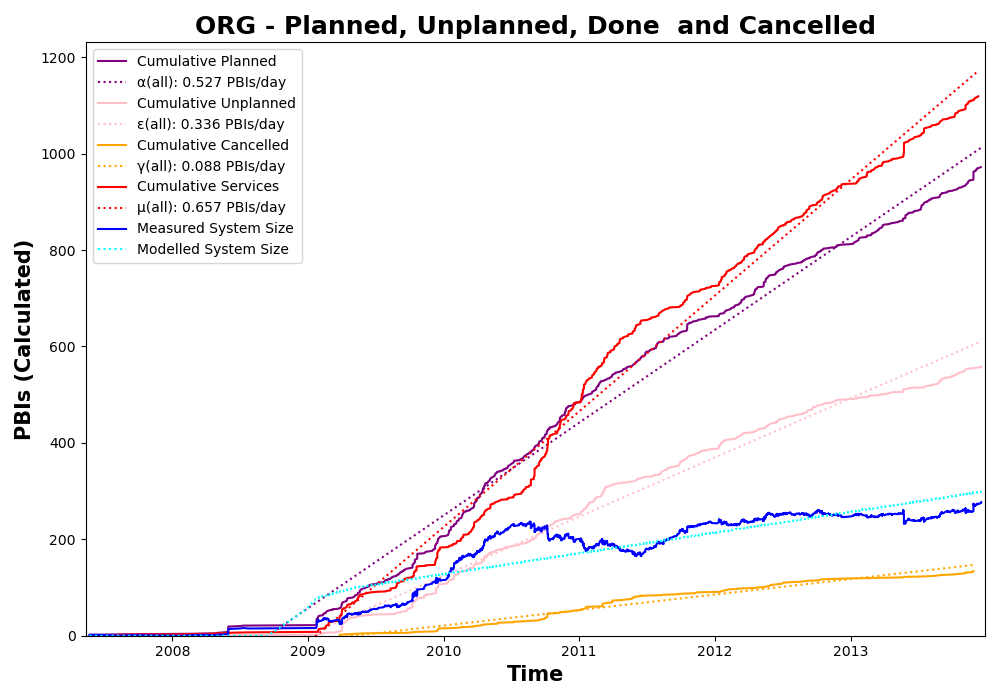 ORG - Planned, Unplanned, Done  and Cancelled
Cumulative Planned
α(all): 0.527 PBIs/day
Cumulative Unplanned
ε(all): 0.336 PBIs/day
Cumulative Cancelled
γ(all): 0.088 PBIs/day
Cumulative Services
μ(all): 0.657 PBIs/day
Measured System Size
Modelled System Size
PBIs (Calculated)
1200
1000
800
600
400
200
0
2008 2009 2010 2011 2012 2013
Time